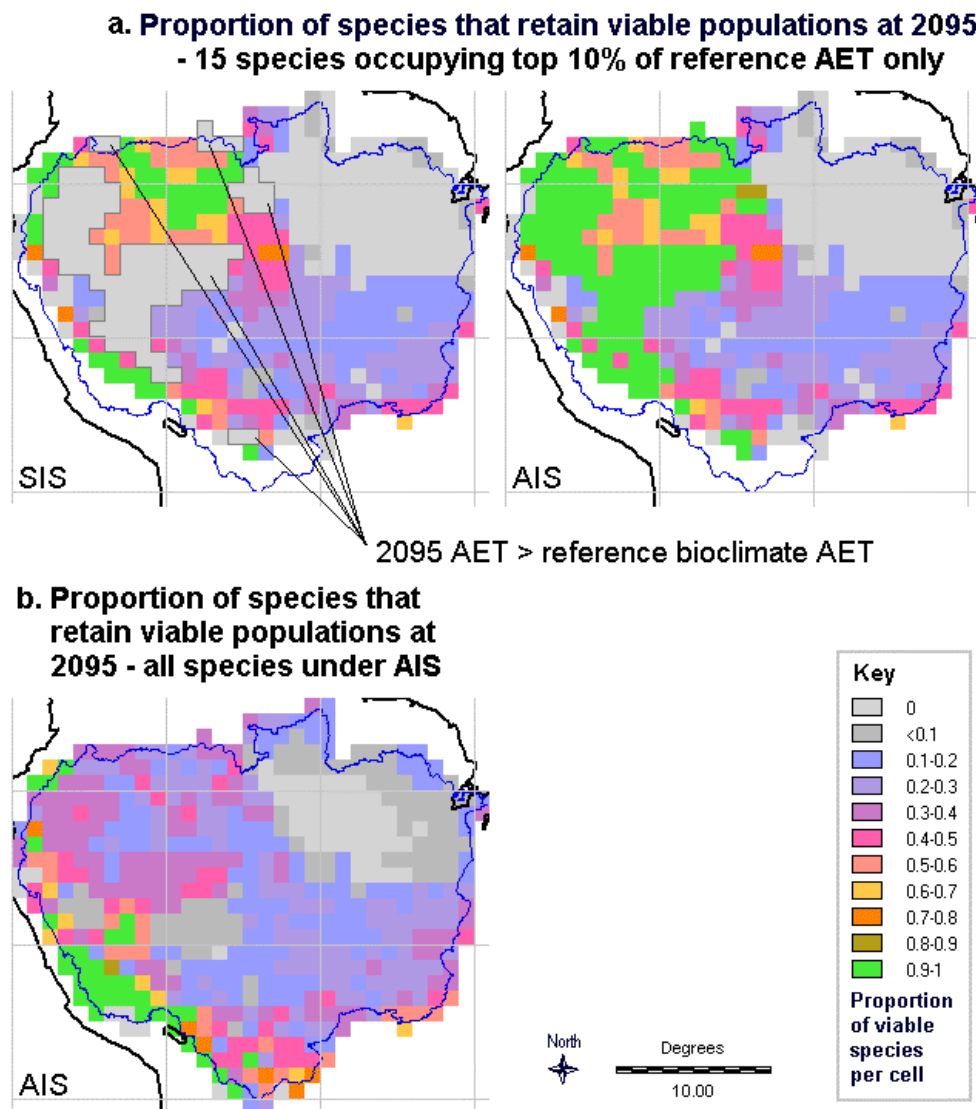 a. Proportion of species that retain viable populations at 2095
- 15 species occupying top 10% of reference AET only
SIS
AIS
2095 AET > reference bioclimate AET
b. Proportion of species that
retain viable populations at
2095 - all species under AIS
AIS
North
Degrees
10.00
Key
0
<0.1
0.1-0.2
0.2-0.3
0.3-0.4
0.4-0.5
0.5-0.6
0.6-0.7
0.7-0.8
0.8-0.9
0.9-1
Proportion
of viable
species
per cell